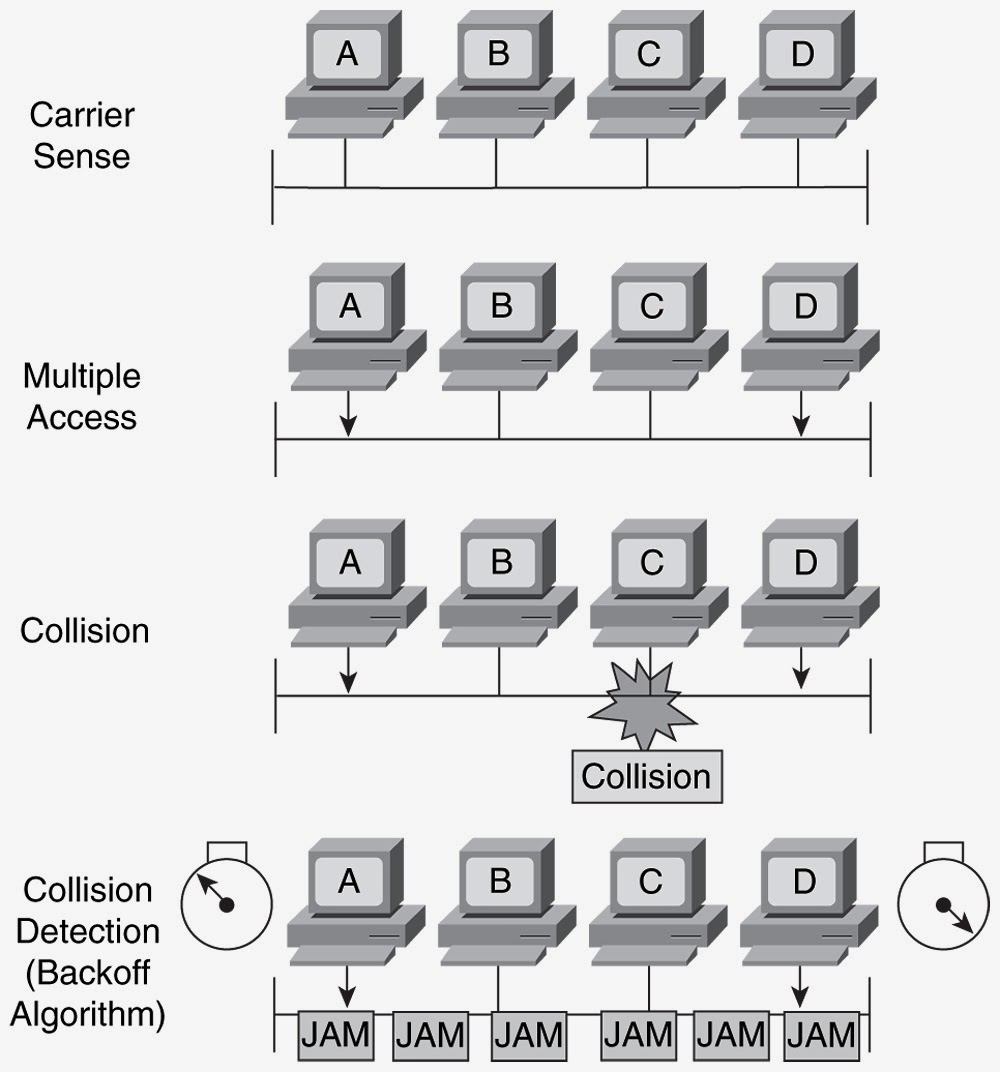 A B C D
Carrier
Sense
A B C D
Multiple
Access
A B C D
Collision
Collision
A B C D
Collision
Detection
(Backoff
Algorithm)
JAM JAM JAM JAM JAM JAM